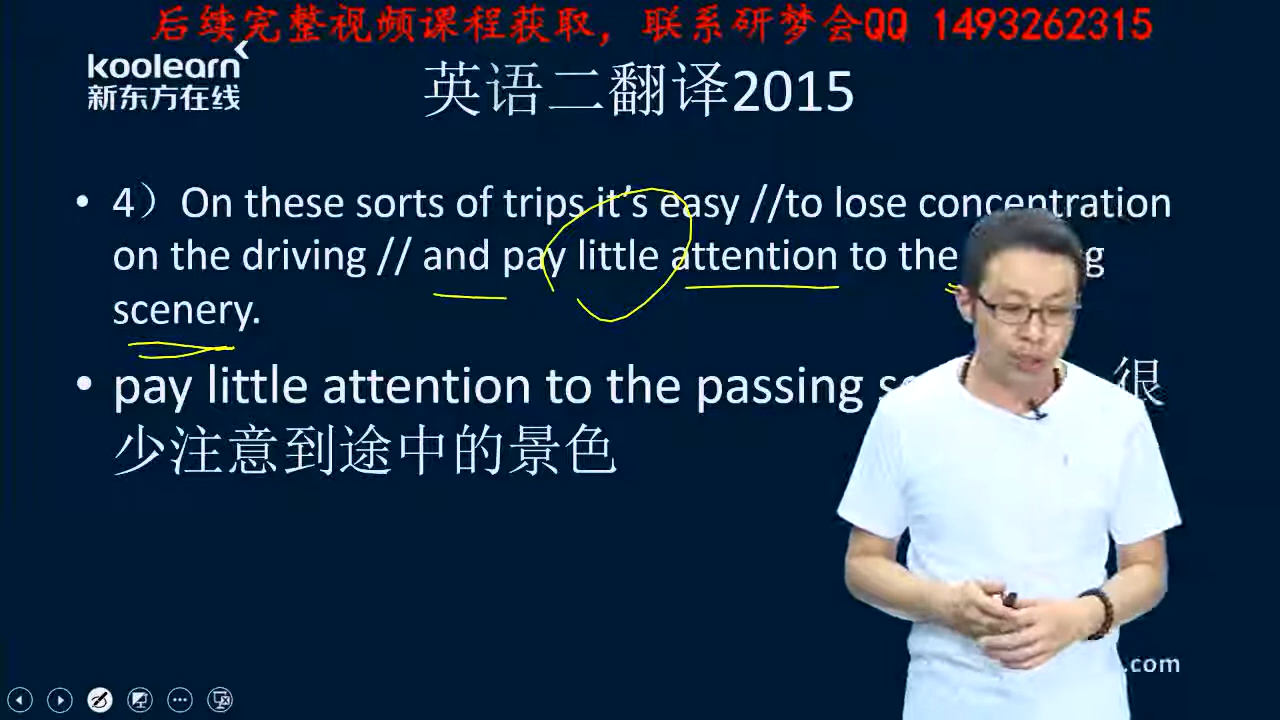 后续完整视频课程获取，联系研梦会QQ 1493262315
koolearn
新东方在线
英语二翻译2015
• 4）On these sorts of trips it’s easy //to lose concentration
on the driving // and pay little attention to the
scenery.
• pay little attention to the passing 很
少注意到途中的景色
.com